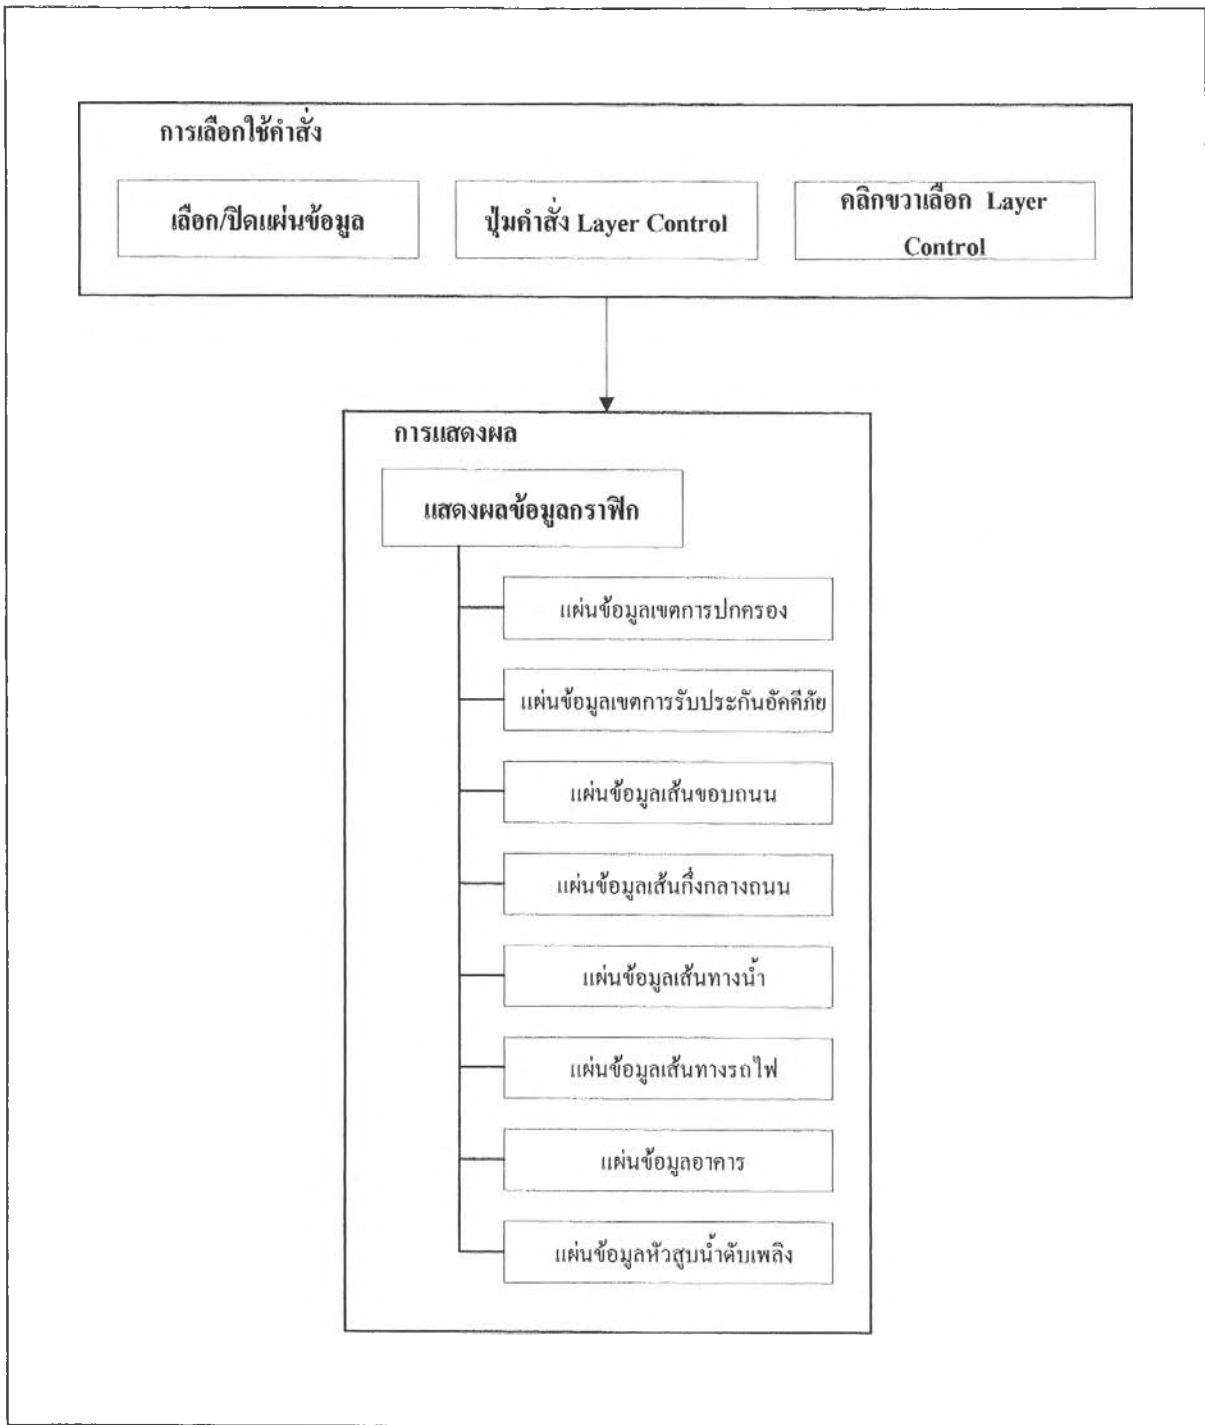 การเลือกใช้คำสั่ง
เลือก/ปิดแผ่นข้อมูล
ปุ่มคำสั่ง Layer Control
คลิกขวาเลือก Layer
Control
การแสดงผล
แสดงผลข้อมูลกราฟิก
แผ่นข้อมูลเขตการปกครอง
แผ่นข้อมูลเขตการรับประกันอัคคีภัย
แผ่นข้อมูลเส้นขอบถนน
แผ่นข้อมูลเส้นกึ่งกลางถนน
แผ่นข้อมูลเส้นทางน้ำ
แผ่นข้อมูลเส้นทางรถไฟ
แผ่นข้อมูลอาคาร
แผ่นข้อมูลหัวสูบน้ำดับเพลิง